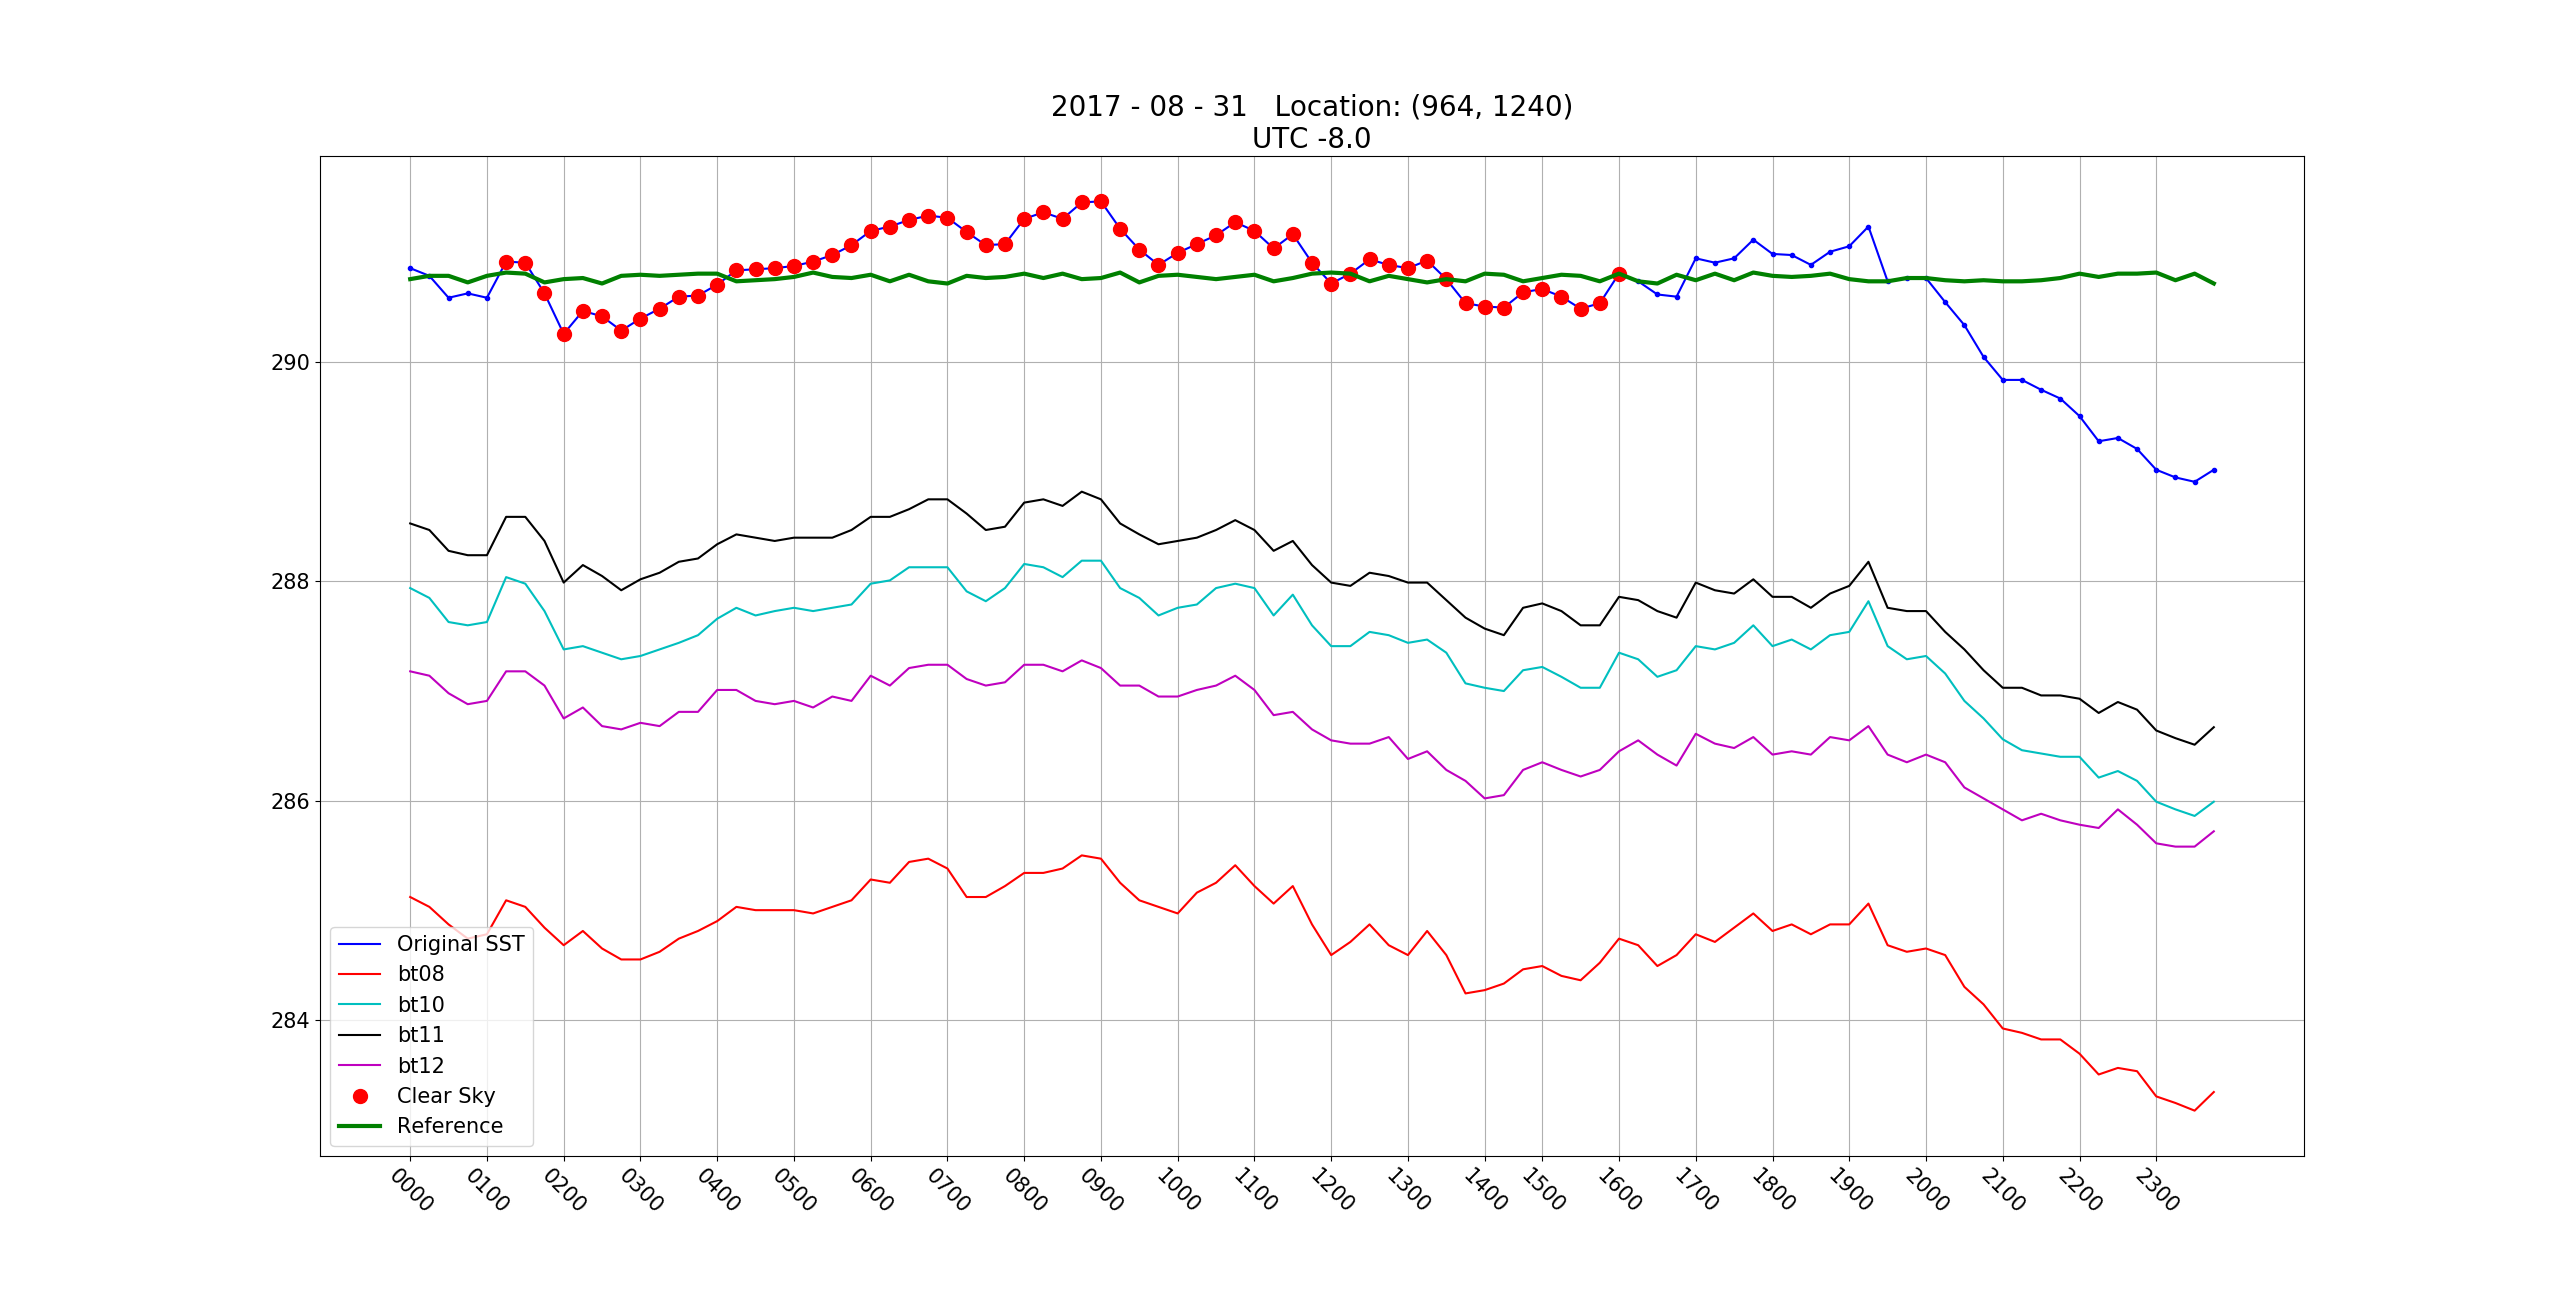 2017 - 08 - 31   Location: (964, 1240)
UTC -8.0
290
288
286
284
Original SST
bt08
bt10
bt11
bt12
Clear Sky
Reference
0000 0100 0200 0300 0400 0500 0600 0700 0800 0900 1000 1100 1200 1300 1400 1500 1600 1700 1800 1900 2000 2100 2200 2300